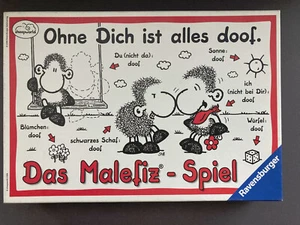 Ohne Dich ist alles doof.
Du (nicht da):
doof
Sonne:
doof
ich
(nicht bei Dir):
doof
Blümchen:
doof
schwarzes Schaf:
doof
Würfel:
doof
Das Malefiz®-Spiel
Ravensburger